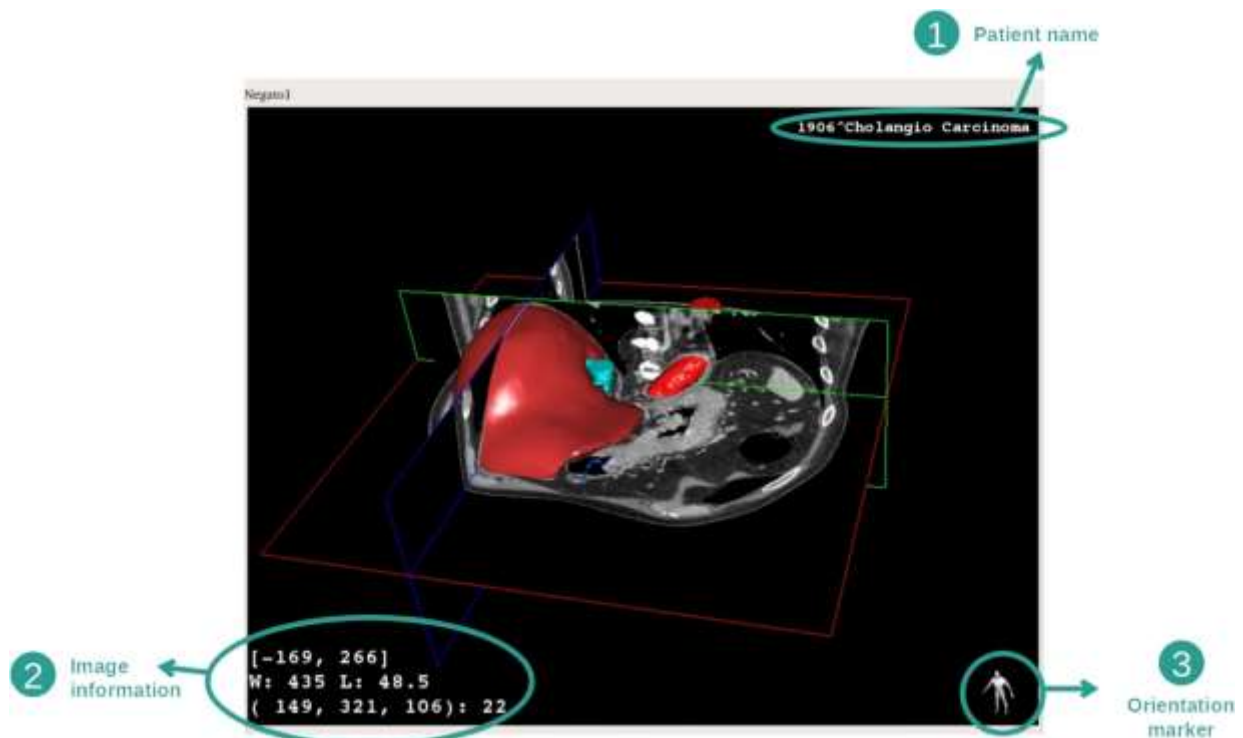 1 Patient name
Negato1
1906^Cholangio Carcinoma
[-169, 266]
W: 435 L: 48.5
( 149, 321, 106): 22
2 Image
information
3
Orientation
marker